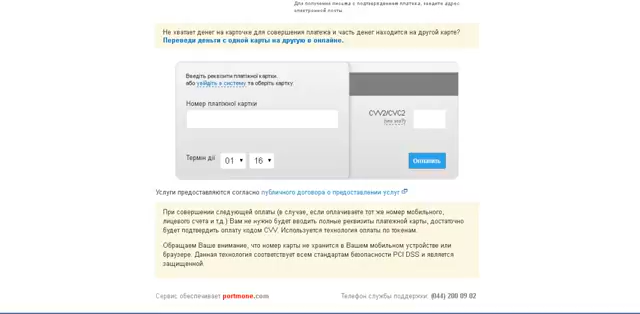 Для получения письма с подтверждением платежа, введите адрес
электронной почты.
Не хватает денег на карточке для совершения платежа и часть денег находится на другой карте?
Переведи деньги с одной карты на другую в онлайне.
Введіть реквізити платіжної картки
або увійдіть в систему та оберіть картку
Номер платіжної картки
CVV2/CVC2
(что это?)
Термін дії 01 16 Оплатить
Услуги предоставляются согласно публичного договора о предоставлении услуг
При совершении следующей оплаты (в случае, если оплачиваете тот же номер мобильного,
лицевого счета и т.д.) Вам не нужно будет вводить полные реквизиты платежной карты, достаточно
будет подтвердить оплату кодом CVV. Используется технология оплаты по токенам.
Обращаем Ваше внимание, что номер карты не хранится в Вашем мобильном устройстве или
браузере. Данная технология соответствует всем стандартам безопасности PCI DSS и является
защищенной.
Сервис обеспечивает portmone.com Телефон службы поддержки: (044) 200 09 02